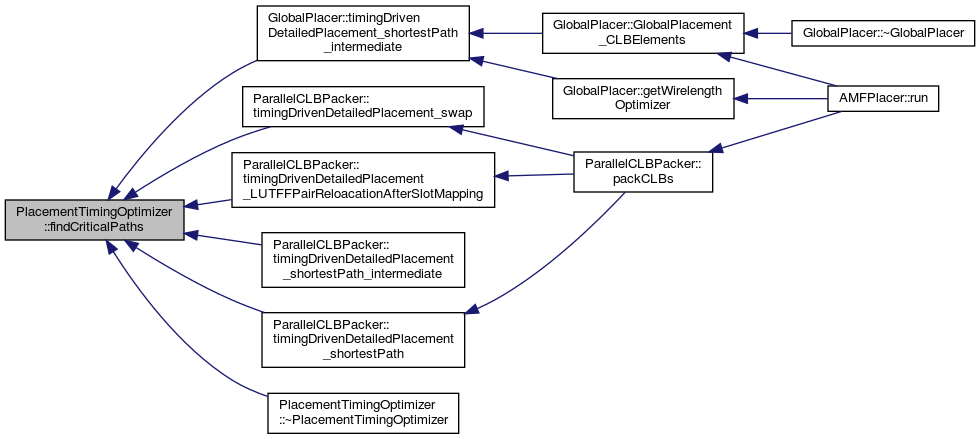 PlacementTimingOptimizer
::findCriticalPaths
GlobalPlacer::timingDriven
DetailedPlacement_shortestPath
_intermediate
ParallelCLBPacker::
timingDrivenDetailedPlacement_swap
ParallelCLBPacker::
timingDrivenDetailedPlacement
_LUTFFPairReloacationAfterSlotMapping
ParallelCLBPacker::
timingDrivenDetailedPlacement
_shortestPath_intermediate
ParallelCLBPacker::
timingDrivenDetailedPlacement
_shortestPath
PlacementTimingOptimizer
::~PlacementTimingOptimizer
GlobalPlacer::GlobalPlacement
_CLBElements
GlobalPlacer::getWirelength
Optimizer
ParallelCLBPacker::
packCLBs
GlobalPlacer::~GlobalPlacer
AMFPlacer::run